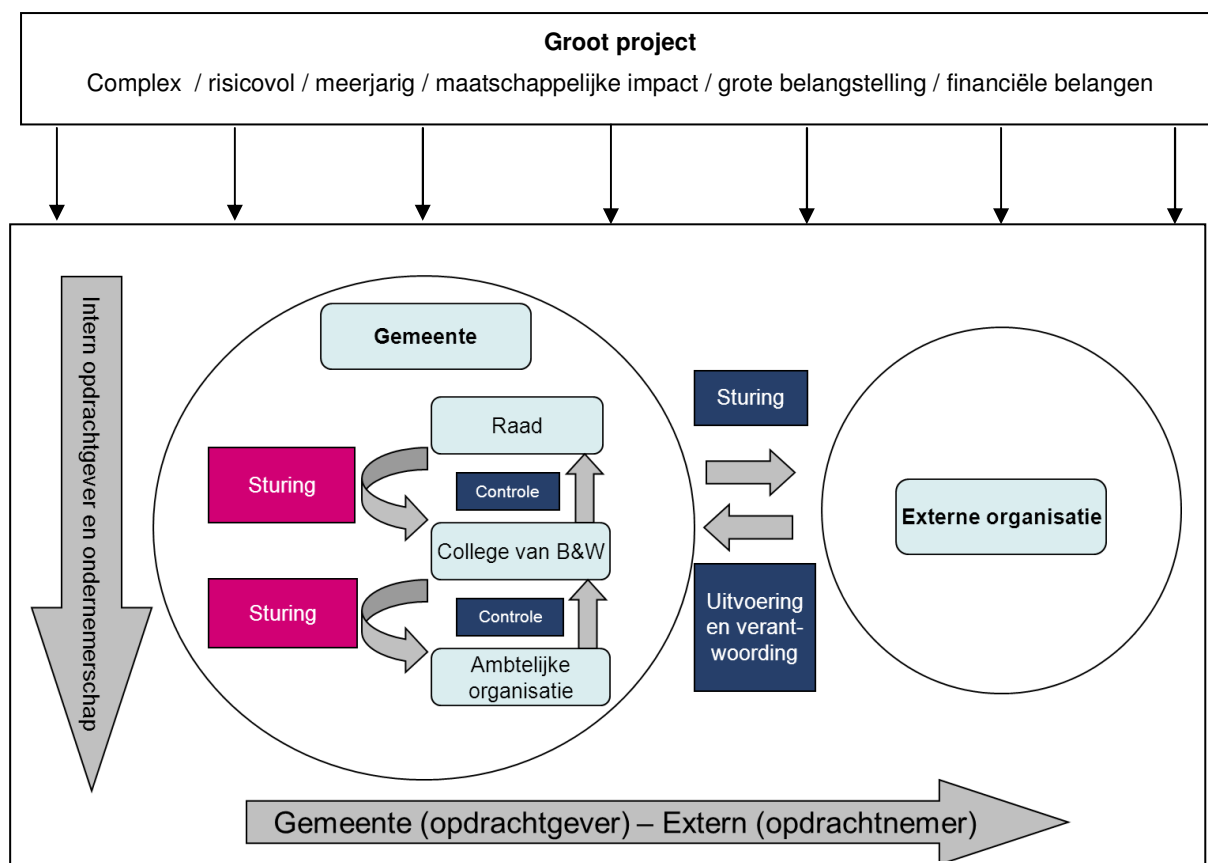 Groot project
Complex / risicovol / meerjarig / maatschappelijke impact / grote belangstelling / financiële belangen
Intern opdrachtgever en ondernemerschap
Gemeente
Raad
Sturing
Controle
College van B&W
Sturing
Controle
Ambtelijke
organisatie
Sturing
Uitvoering
en verant-
woording
Externe organisatie
Gemeente (opdrachtgever) – Extern (opdrachtnemer)